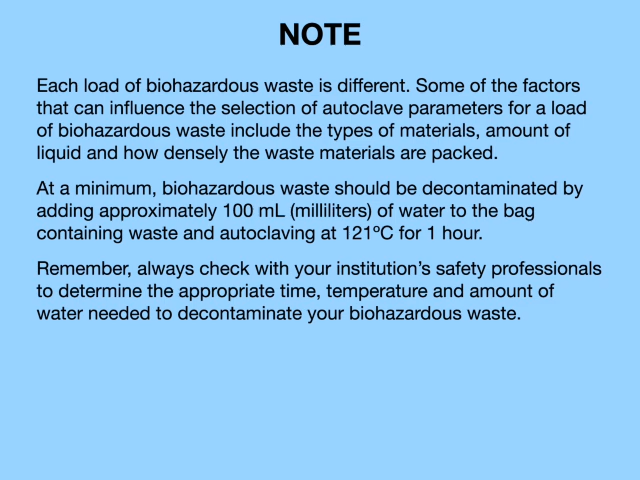 NOTE
Each load of biohazardous waste is different. Some of the factors
that can influence the selection of autoclave parameters for a load
of biohazardous waste include the types of materials, amount of
liquid and how densely the waste materials are packed.
At a minimum, biohazardous waste should be decontaminated by
adding approximately 100 mL (milliliters) of water to the bag
containing waste and autoclaving at 121ºC for 1 hour.
Remember, always check with your institution’s safety professionals
to determine the appropriate time, temperature and amount of
water needed to decontaminate your biohazardous waste.